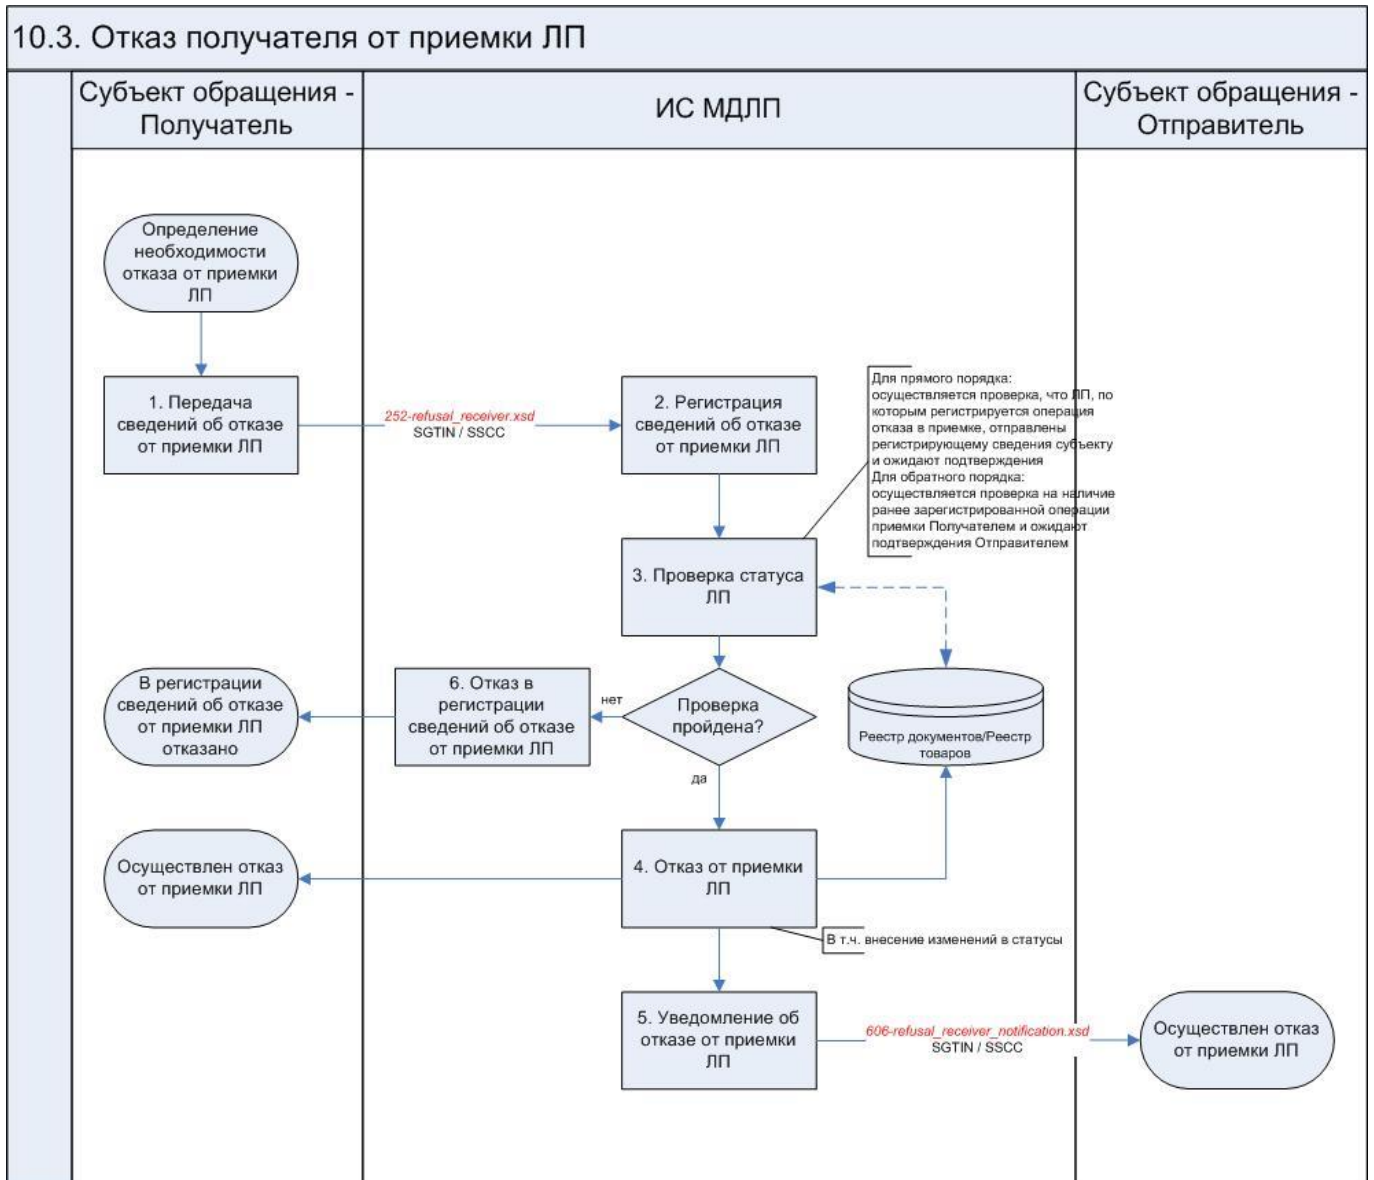 10.3. Отказ получателя от приемки ЛП
Субъект обращения -
Получатель
ИС МДЛП
Субъект обращения -
Отправитель
Определение
необходимости
отказа от приемки
ЛП
1. Передача
сведений об отказе
от приемки ЛП
252-refusal_receiver.xsd
SGTIN / SSCC
2. Регистрация
сведений об отказе
от приемки ЛП
Для прямого порядка:
осуществляется проверка, что ЛП, по
которым регистрируется операция
отказа в приемке, отправлены
регистрирующему сведения субъекту
и ожидают подтверждения
Для обратного порядка:
осуществляется проверка на наличие
ранее зарегистрированной операции
приемки Получателем и ожидают
подтверждения Отправителем
3. Проверка статуса
ЛП
В регистрации
сведений об отказе
от приемки ЛП
отказано
6. Отказ в
регистрации
сведений об отказе
от приемки ЛП
нет
Проверка
пройдена?
Реестр документов/Реестр
товаров
да
Осуществлен отказ
от приемки ЛП
4. Отказ от приемки
ЛП
В т.ч. внесение изменений в статусы
5. Уведомление об
отказе от приемки
ЛП
606-refusal_receiver_notification.xsd
SGTIN / SSCC
Осуществлен отказ
от приемки ЛП